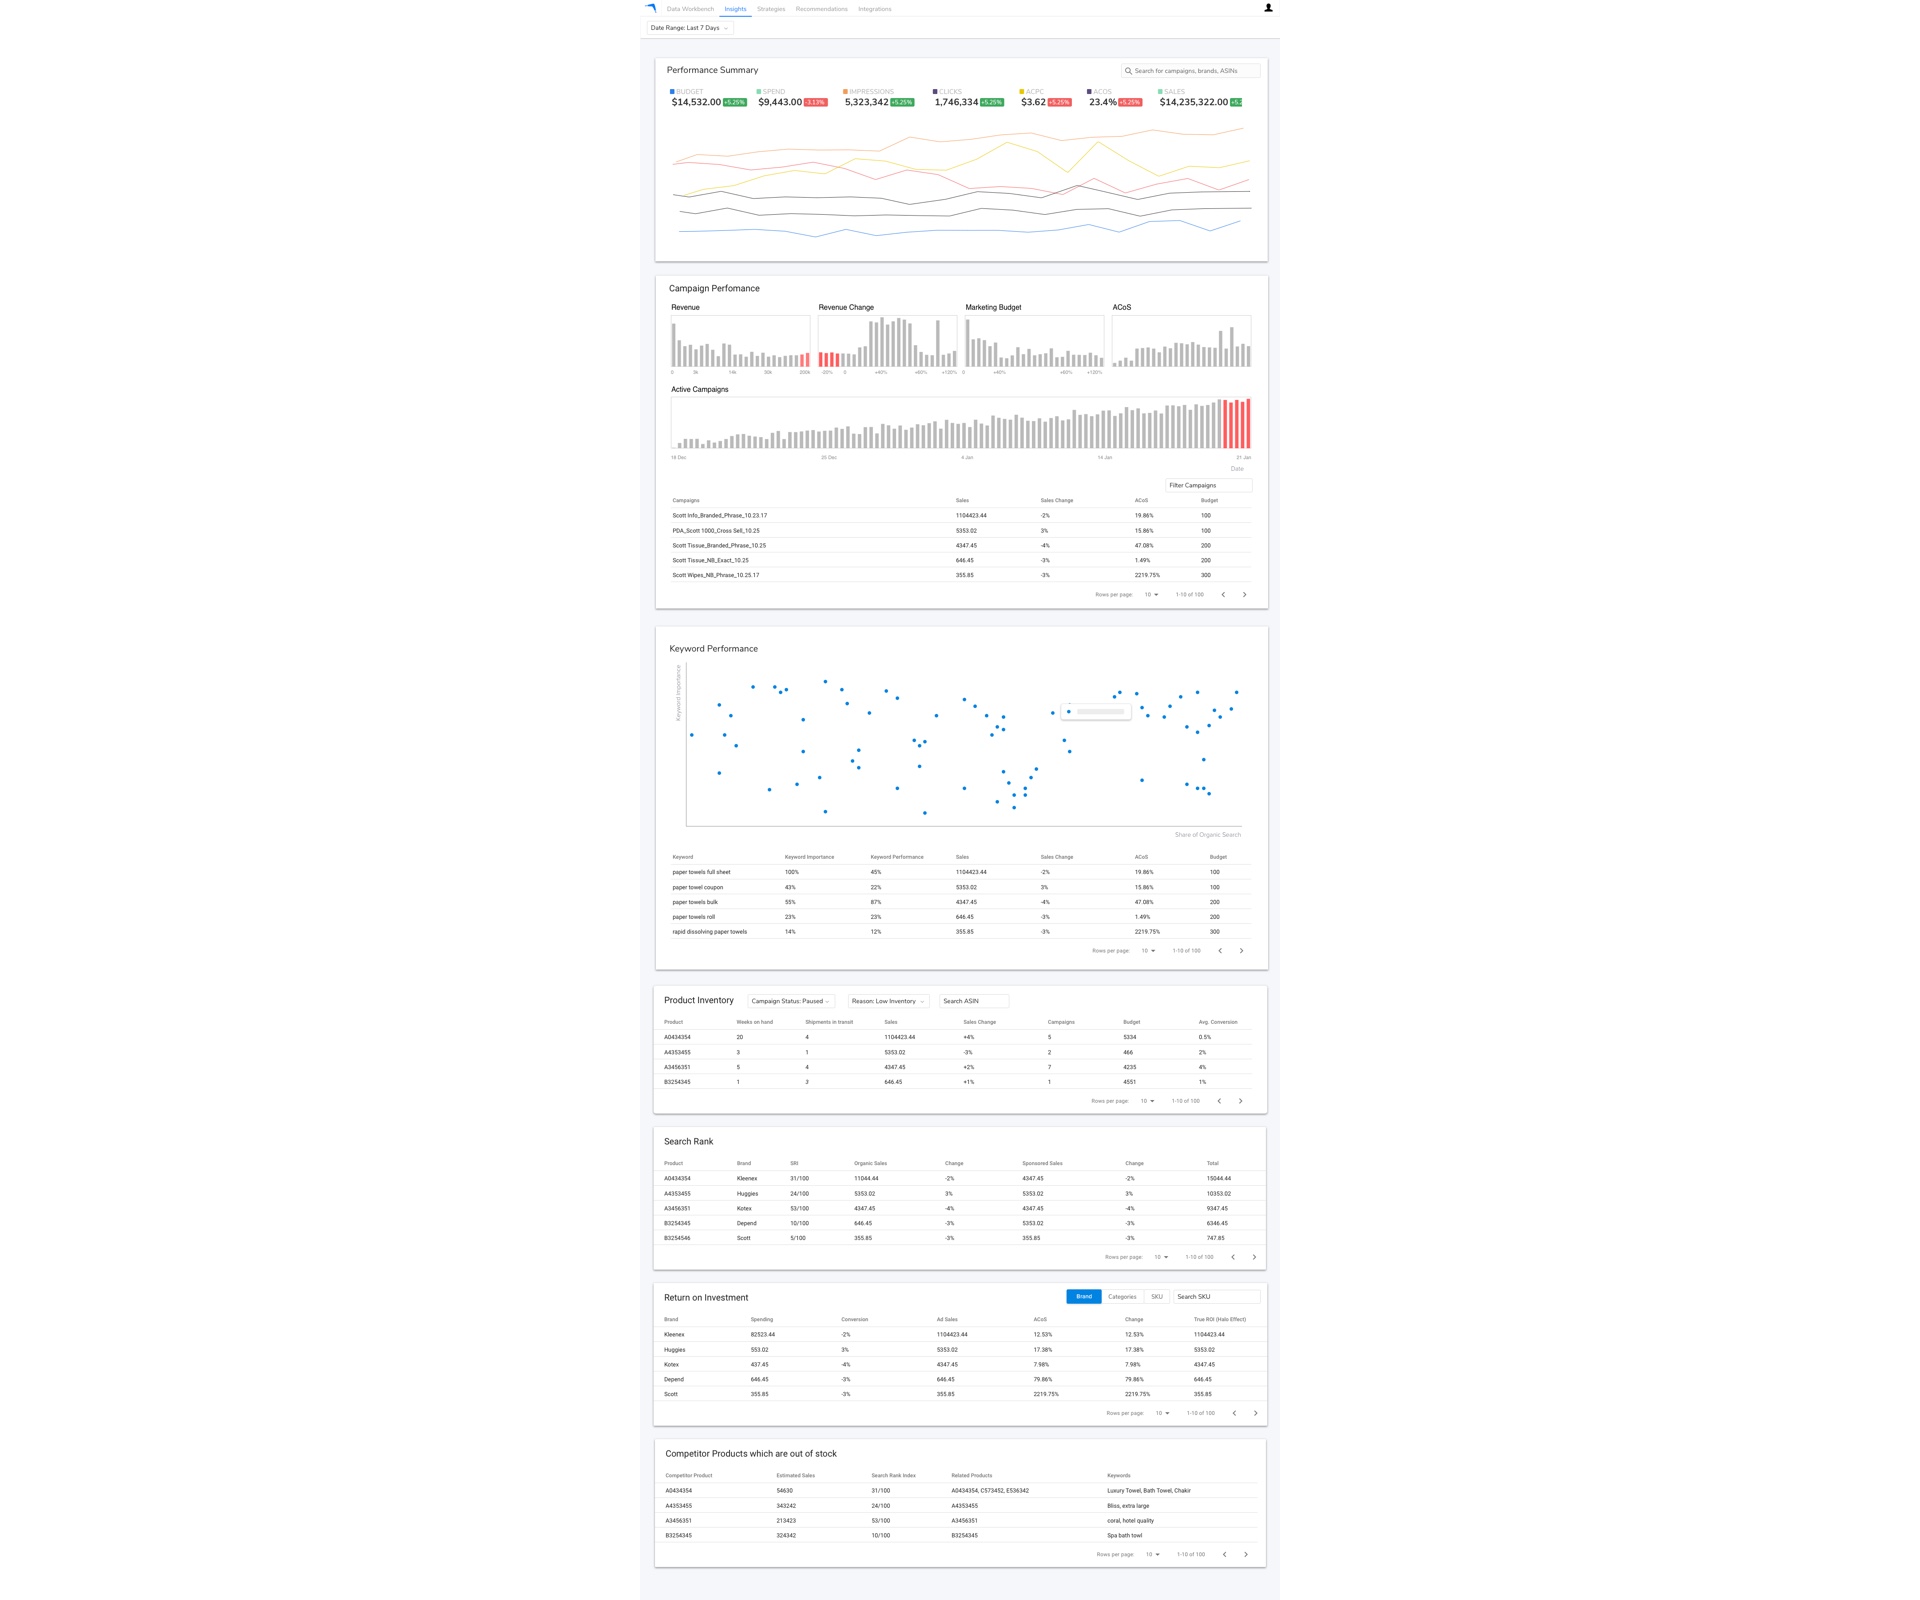 Data Workbench Insights Strategies Recommendations Integrations
Date Range: Last 7 Days
Performance Summary
Search for campaigns, brands, ASINs
BUDGET SPEND IMPRESSIONS CLICKS ACPC ACOS SALES
$14,532.00 +5.25% $9,443.00 -3.13% 5,323,342 +5.25% 1,746,334 +5.25% $3.62 +5.25% 23.4% +5.25% $14,235,322.00 +5.2
Campaign Perfomance
Revenue Revenue Change Marketing Budget ACoS
0 3k 14k 30k 200k -20% 0 +40% +60% +120% 0 +40% +60% +120%
Active Campaigns
18 Dec 25 Dec 4 Jan 14 Jan 21 Jan
Date
Filter Campaigns
Campaigns Sales Sales Change ACoS Budget
Scott Info_Branded_Phrase_10.23.17 1104423.44 -2% 19.86% 100
PDA_Scott 1000_Cross Sell_10.25 5353.02 3% 15.86% 100
Scott Tissue_Branded_Phrase_10.25 4347.45 -4% 47.08% 200
Scott Tissue_NB_Exact_10.25 646.45 -3% 1.49% 200
Scott Wipes_NB_Phrase_10.25.17 355.85 -3% 2219.75% 300
Rows per page: 10 1-10 of 100
Keyword Performance
Keyword Importance
Share of Organic Search
Keyword Keyword Importance Keyword Performance Sales Sales Change ACoS Budget
paper towels full sheet 100% 45% 1104423.44 -2% 19.86% 100
paper towel coupon 43% 22% 5353.02 3% 15.86% 100
paper towels bulk 55% 87% 4347.45 -4% 47.08% 200
paper towels roll 23% 23% 646.45 -3% 1.49% 200
rapid dissolving paper towels 14% 12% 355.85 -3% 2219.75% 300
Rows per page: 10 1-10 of 100
Product Inventory Campaign Status: Paused Reason: Low Inventory Search ASIN
Product Weeks on hand Shipments in transit Sales Sales Change Campaigns Budget Avg. Conversion
A0434354 20 4 1104423.44 +4% 5 5334 0.5%
A4353455 3 1 5353.02 -3% 2 466 2%
A3456351 5 4 4347.45 +2% 7 4235 4%
B3254345 1 3 646.45 +1% 1 4551 1%
Rows per page: 10 1-10 of 100
Search Rank
Product Brand SRI Organic Sales Change Sponsored Sales Change Total
A0434354 Kleenex 31/100 11044.44 -2% 4347.45 -2% 15044.44
A4353455 Huggies 24/100 5353.02 3% 5353.02 3% 10353.02
A3456351 Kotex 53/100 4347.45 -4% 4347.45 -4% 9347.45
B3254345 Depend 10/100 646.45 -3% 5353.02 -3% 6346.45
B3254546 Scott 5/100 355.85 -3% 355.85 -3% 747.85
Rows per page: 10 1-10 of 100
Return on Investment Brand Categories SKU Search SKU
Brand Spending Conversion Ad Sales ACoS Change True ROI (Halo Effect)
Kleenex 82523.44 -2% 1104423.44 12.53% 12.53% 1104423.44
Huggies 553.02 3% 5353.02 17.38% 17.38% 5353.02
Kotex 437.45 -4% 4347.45 7.98% 7.98% 4347.45
Depend 646.45 -3% 646.45 79.86% 79.86% 646.45
Scott 355.85 -3% 355.85 2219.75% 2219.75% 355.85
Rows per page: 10 1-10 of 100
Competitor Products which are out of stock
Competitor Product Estimated Sales Search Rank Index Related Products Keywords
A0434354 54630 31/100 A0434354, C573452, E536342 Luxury Towel, Bath Towel, Chakir
A4353455 343242 24/100 A4353455 Bliss, extra large
A3456351 213423 53/100 A3456351 coral, hotel quality
B3254345 324342 10/100 B3254345 Spa bath towl
Rows per page: 10 1-10 of 100